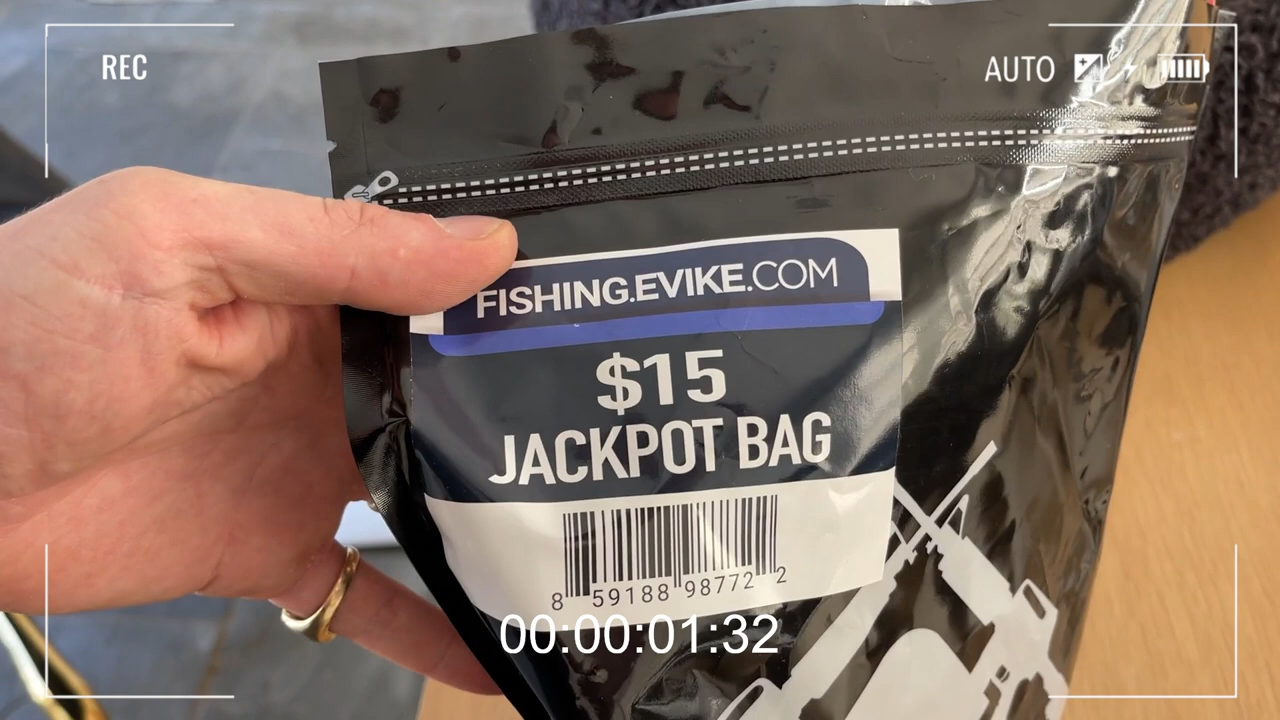 REC
AUTO
FISHING.EVIKE.COM
$15
JACKPOT BAG
8 59188 98772 2
00:00:01:32